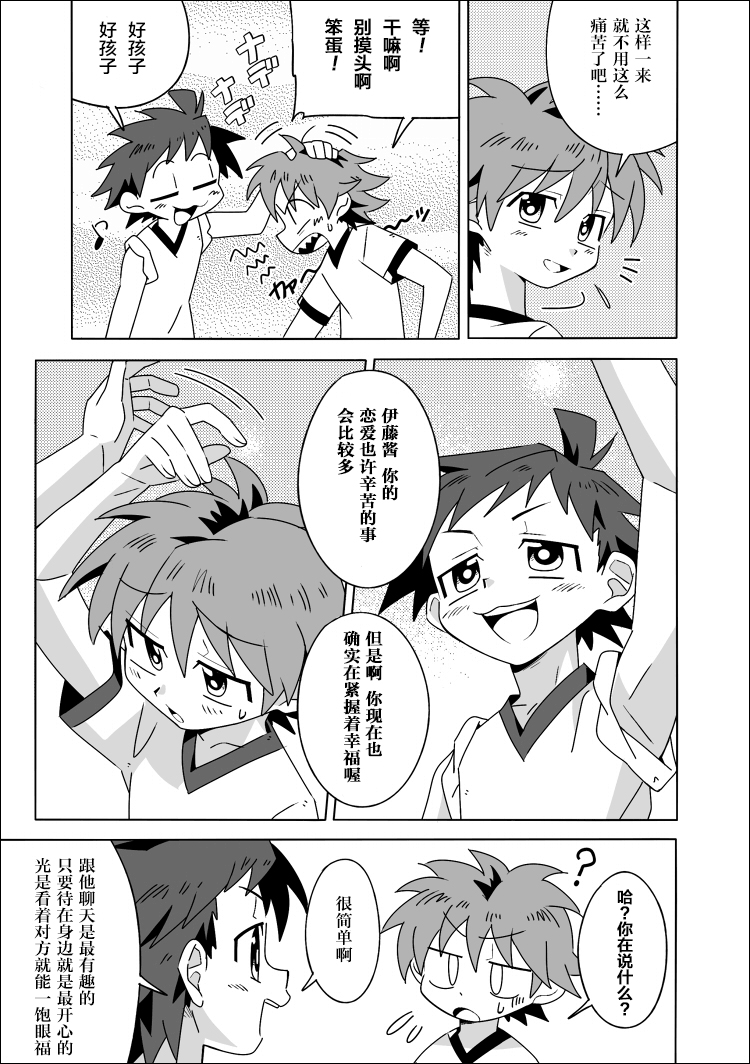 这样一来
就不用这么
痛苦了吧……
等！
干嘛啊
别摸头啊
笨蛋！
ナデ
ナデ
カァ〜
好孩子
好孩子
伊藤酱 你的
恋爱也许辛苦的事
会比较多
但是啊 你现在也
确实在紧握着幸福喔
哈？你在说什么？
？
很简单啊
跟他聊天是最有趣的
只要待在身边就是最开心的
光是看着对方就能一饱眼福